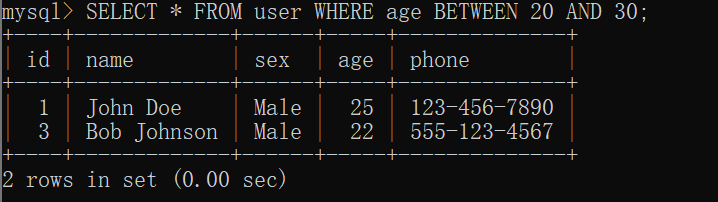 mysql> SELECT * FROM user WHERE age BETWEEN 20 AND 30;
+----+-------------+------+-----+--------------+
| id | name        | sex  | age | phone        |
+----+-------------+------+-----+--------------+
|  1 | John Doe    | Male |  25 | 123-456-7890 |
|  3 | Bob Johnson | Male |  22 | 555-123-4567 |
+----+-------------+------+-----+--------------+
2 rows in set (0.00 sec)